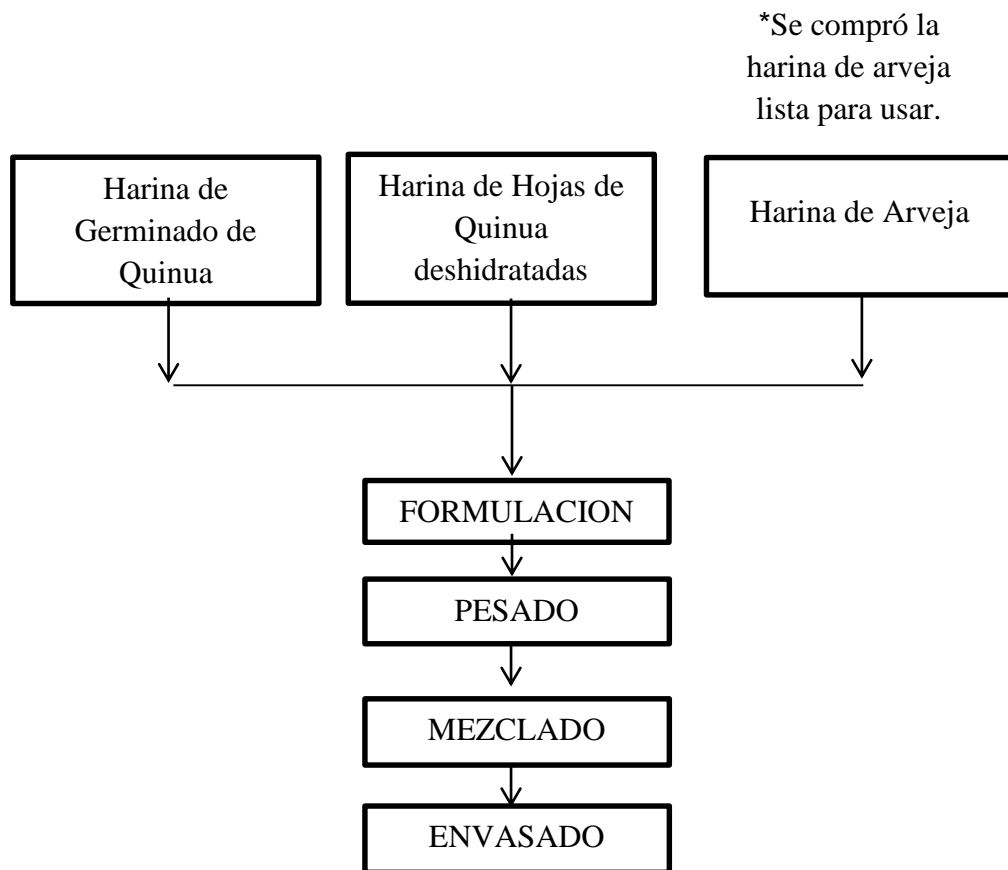 *Se compró la
harina de arveja
lista para usar.
Harina de
Germinado de
Quinua
Harina de Hojas de
Quinua
deshidratadas
Harina de Arveja
FORMULACION
PESADO
MEZCLADO
ENVASADO